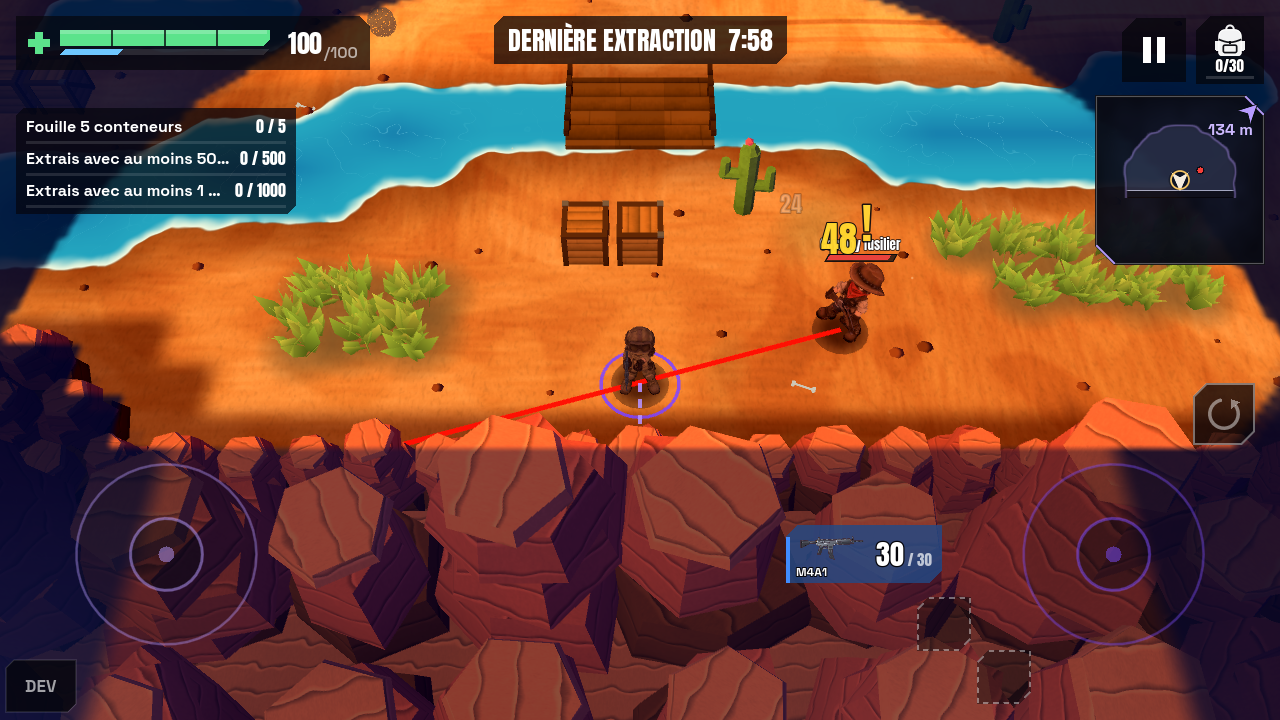 100/100
DERNIÈRE EXTRACTION 7:58
0/30
Fouille 5 conteneurs 0 / 5
Extrais avec au moins 50... 0 / 500
Extrais avec au moins 1 ... 0 / 1000
134 m
24
48!
M4A1 30 / 30
DEV